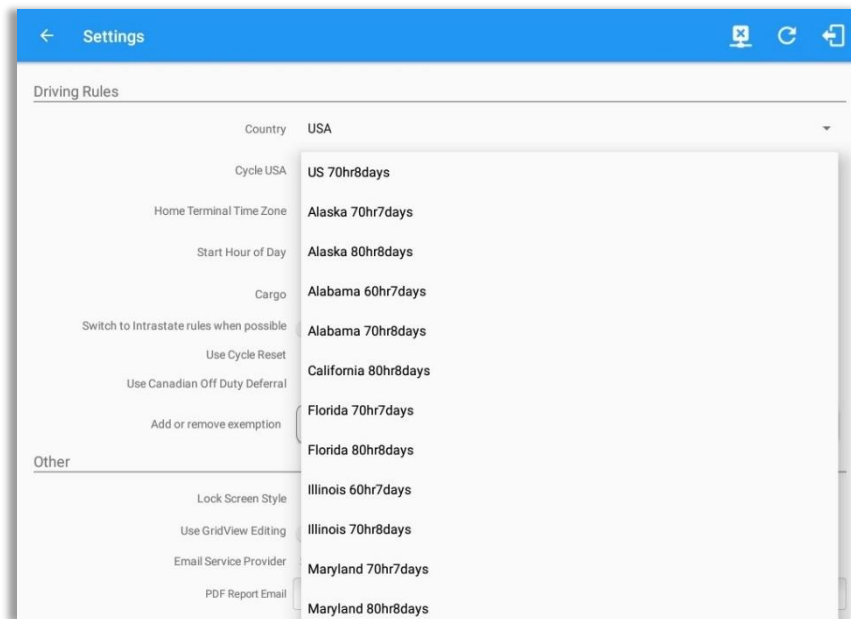 Settings
Driving Rules
Country USA
Cycle USA US 70hr8days
Home Terminal Time Zone Alaska 70hr7days
Start Hour of Day Alaska 80hr8days
Cargo Alabama 60hr7days
Switch to Intrastate rules when possible Alabama 70hr8days
Use Cycle Reset
Use Canadian Off Duty Deferral California 80hr8days
Add or remove exemption Florida 70hr7days
Other Florida 80hr8days
Lock Screen Style Illinois 60hr7days
Use GridView Editing Illinois 70hr8days
Email Service Provider Maryland 70hr7days
PDF Report Email Maryland 80hr8days